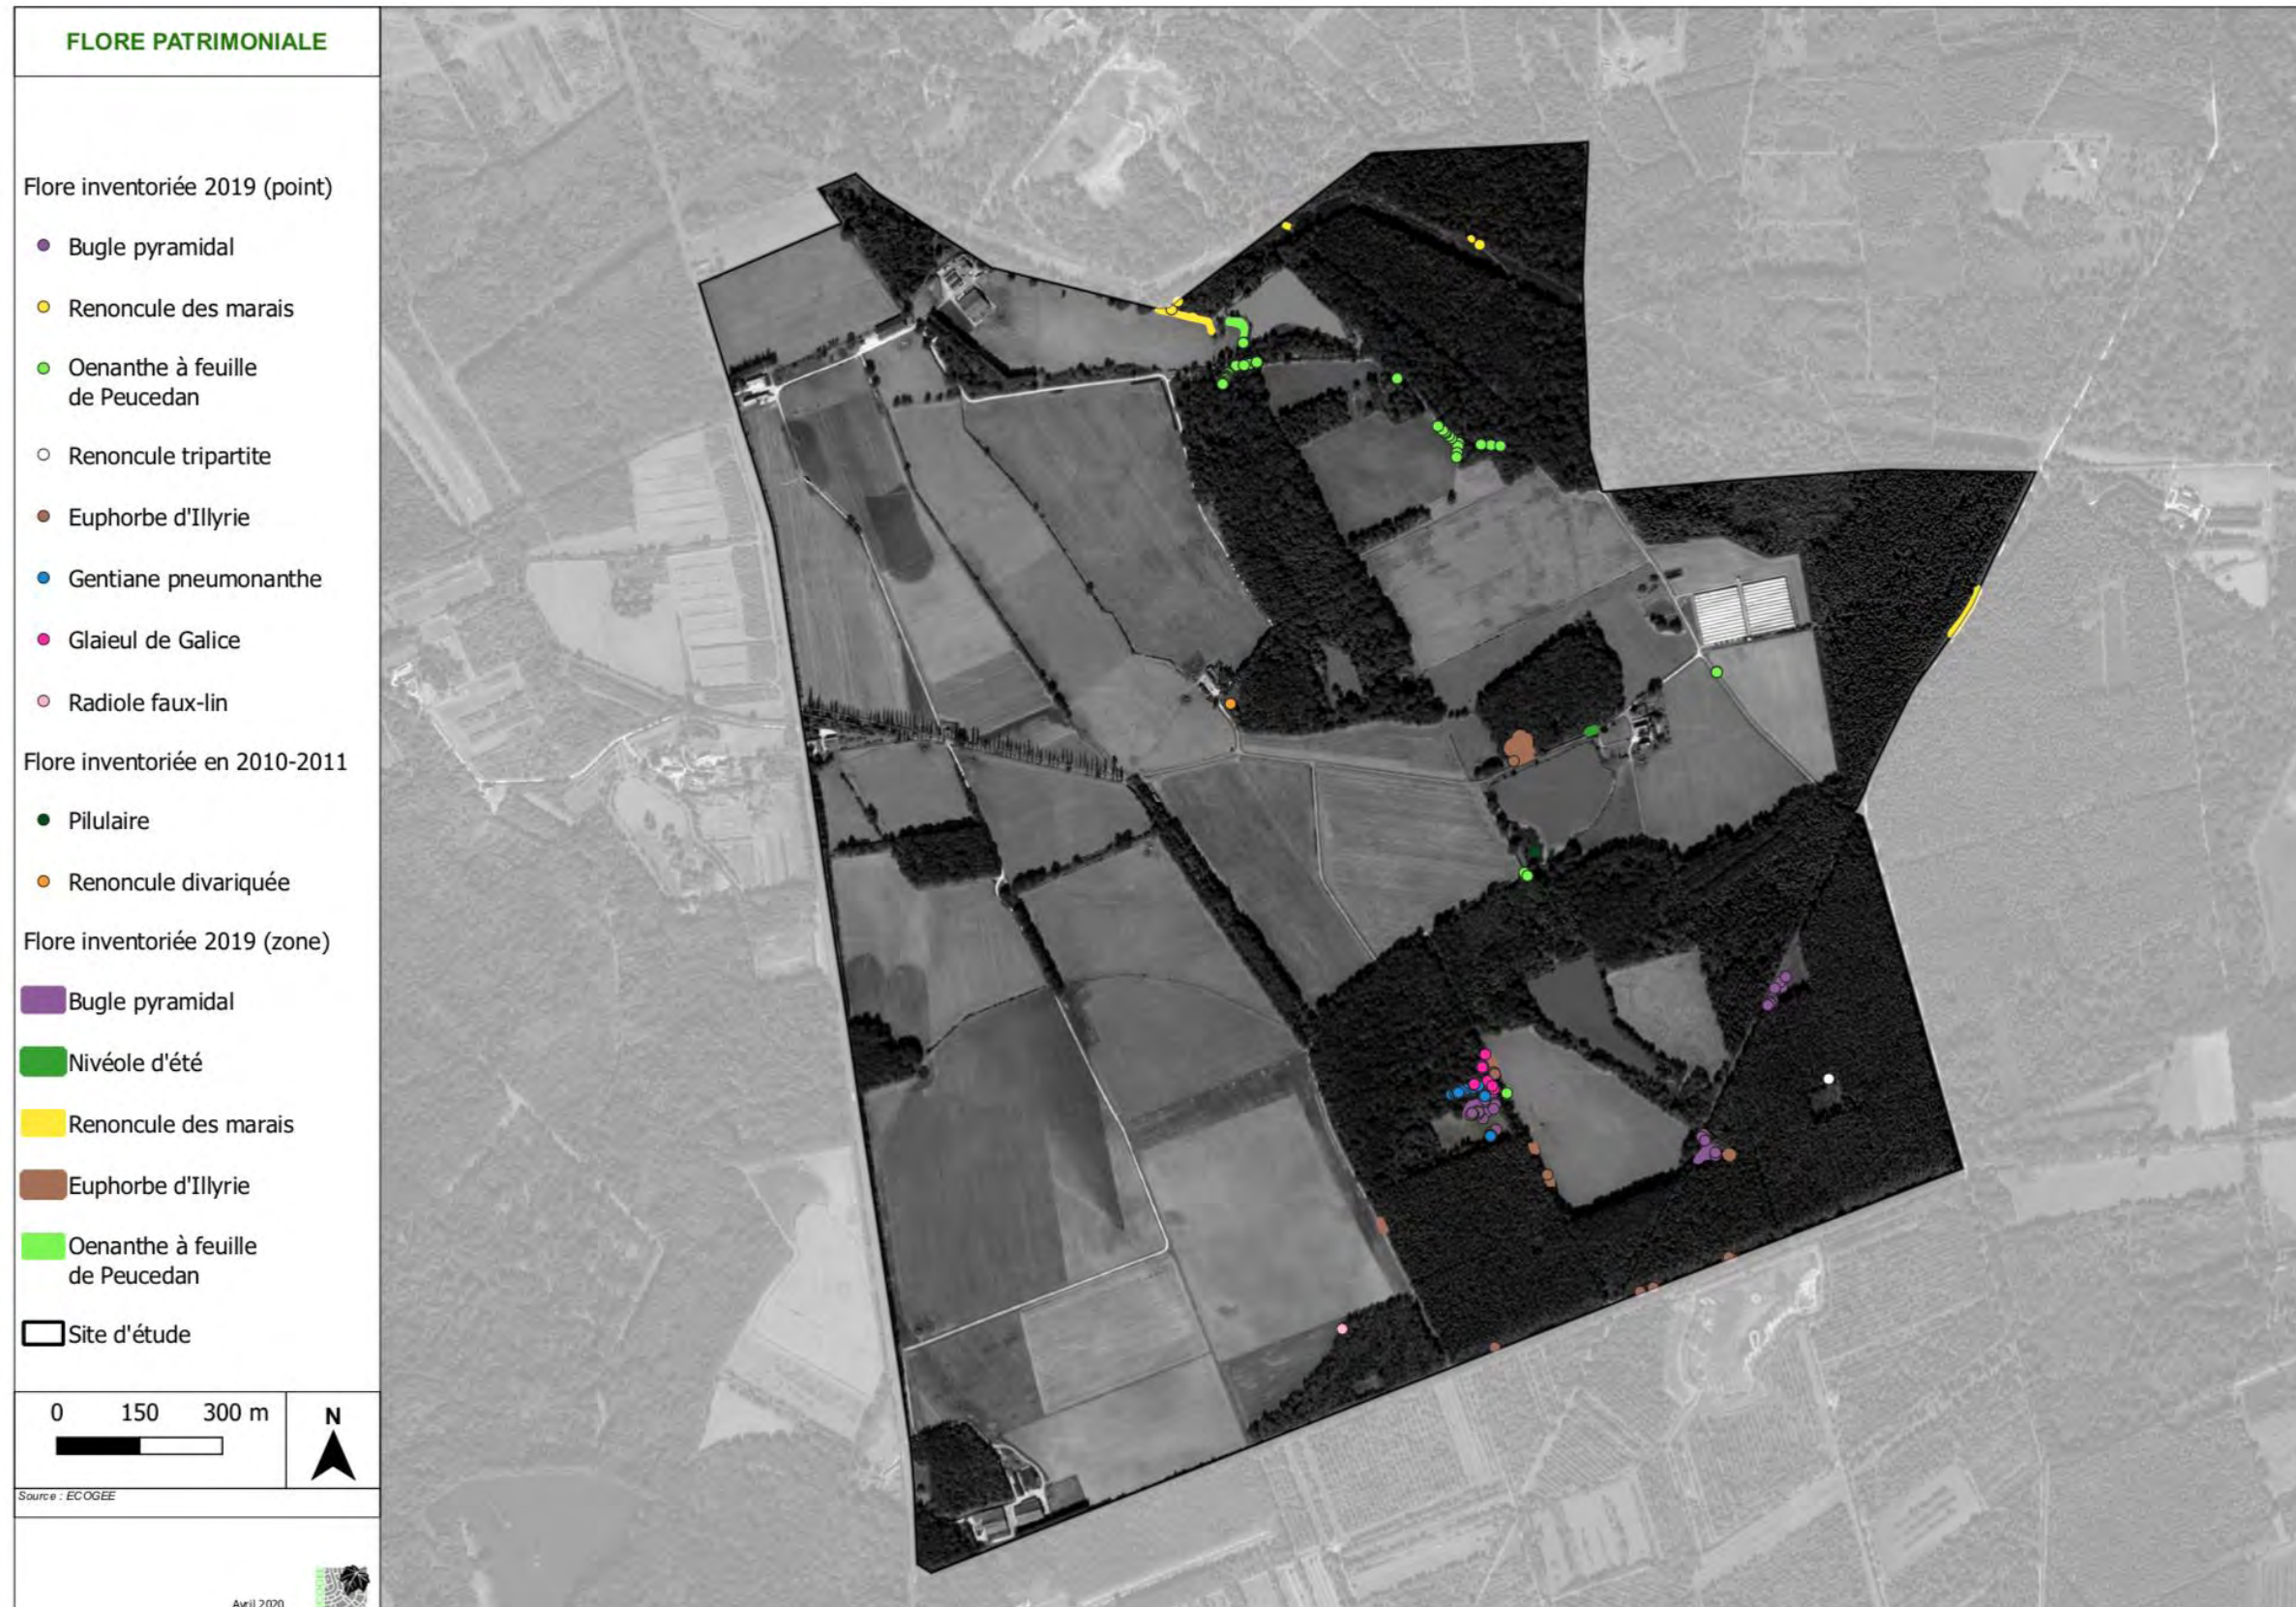 FLORE PATRIMONIALE
Flore inventoriée 2019 (point)
Bugle pyramidal
Renoncule des marais
Oenanthe à feuille
de Peucedan
Renoncule tripartite
Euphorbe d'Illyrie
Gentiane pneumonanthe
Glaieul de Galice
Radiole faux-lin
Flore inventoriée en 2010-2011
Pilulaire
Renoncule divariquée
Flore inventoriée 2019 (zone)
Bugle pyramidal
Nivéole d'été
Renoncule des marais
Euphorbe d'Illyrie
Oenanthe à feuille
de Peucedan
Site d'étude
0 150 300 m
N
Source : ECOGEE
Avril 2020
ECOGEE